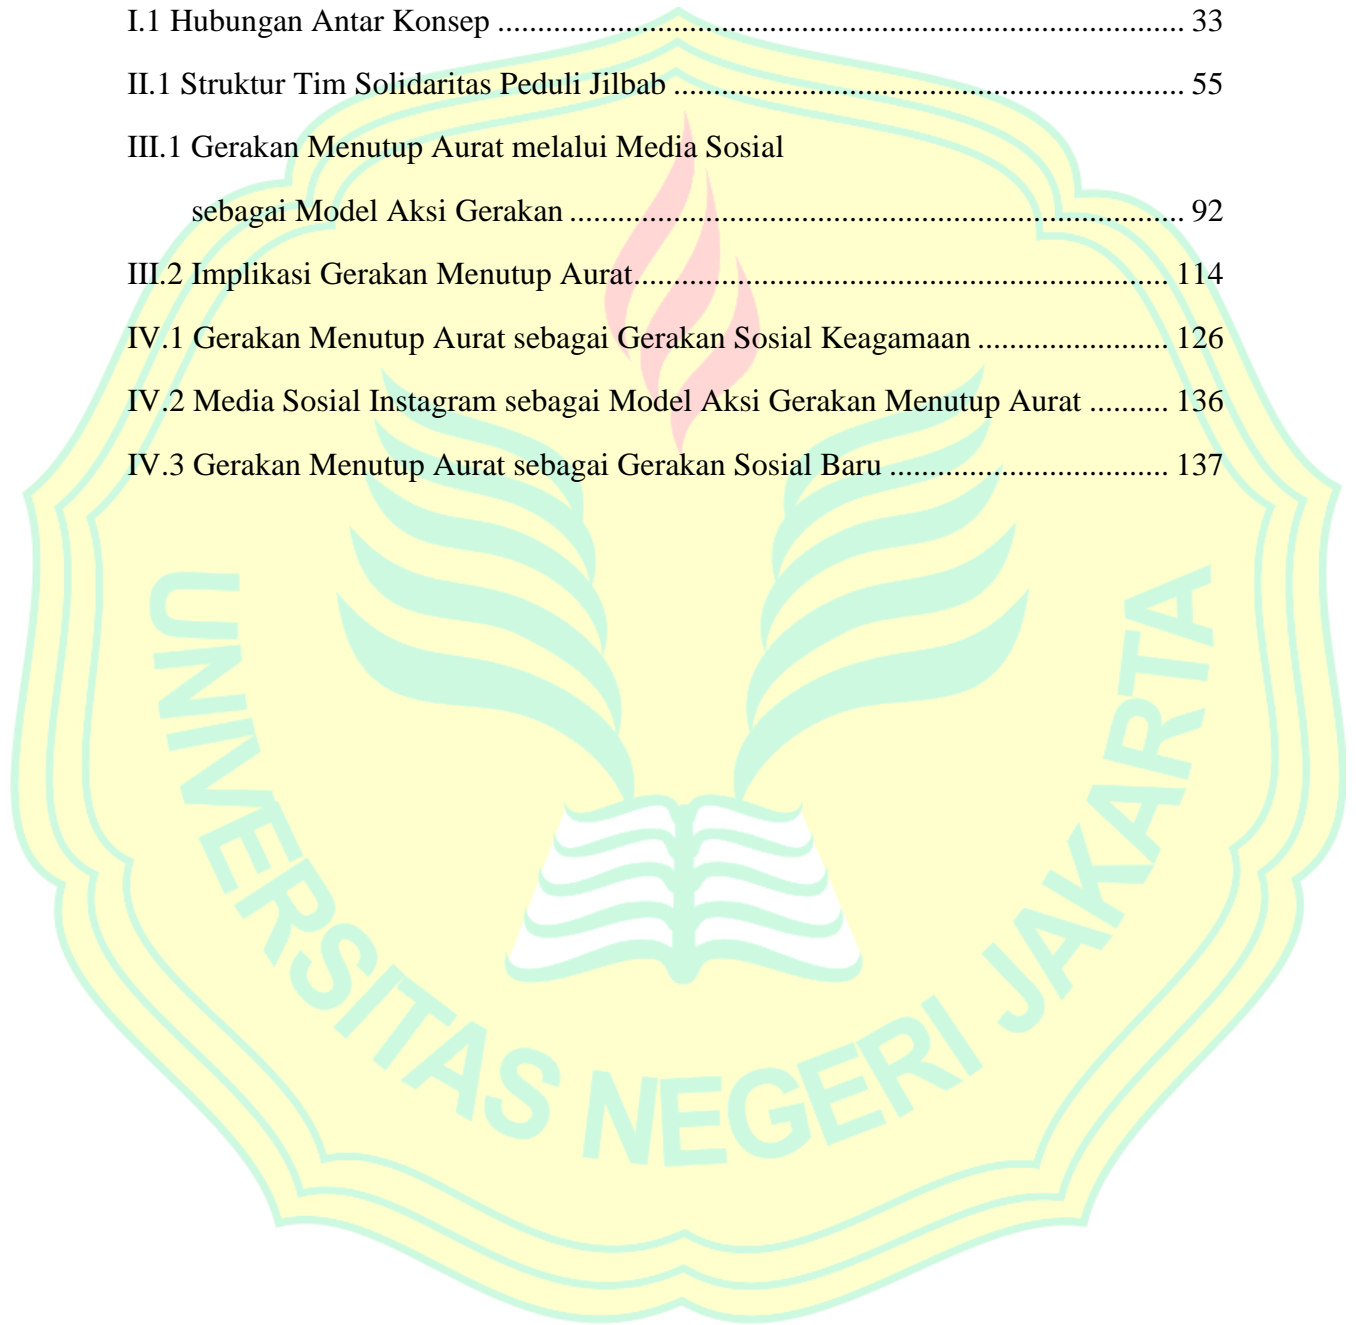 I.1 Hubungan Antar Konsep ...................................................................................... 33
II.1 Struktur Tim Solidaritas Peduli Jilbab ................................................................ 55
III.1 Gerakan Menutup Aurat melalui Media Sosial
sebagai Model Aksi Gerakan ............................................................................. 92
III.2 Implikasi Gerakan Menutup Aurat................................................................... 114
IV.1 Gerakan Menutup Aurat sebagai Gerakan Sosial Keagamaan ........................ 126
IV.2 Media Sosial Instagram sebagai Model Aksi Gerakan Menutup Aurat .......... 136
IV.3 Gerakan Menutup Aurat sebagai Gerakan Sosial Baru ................................... 137
UNIVERSITAS NEGERI JAKARTA